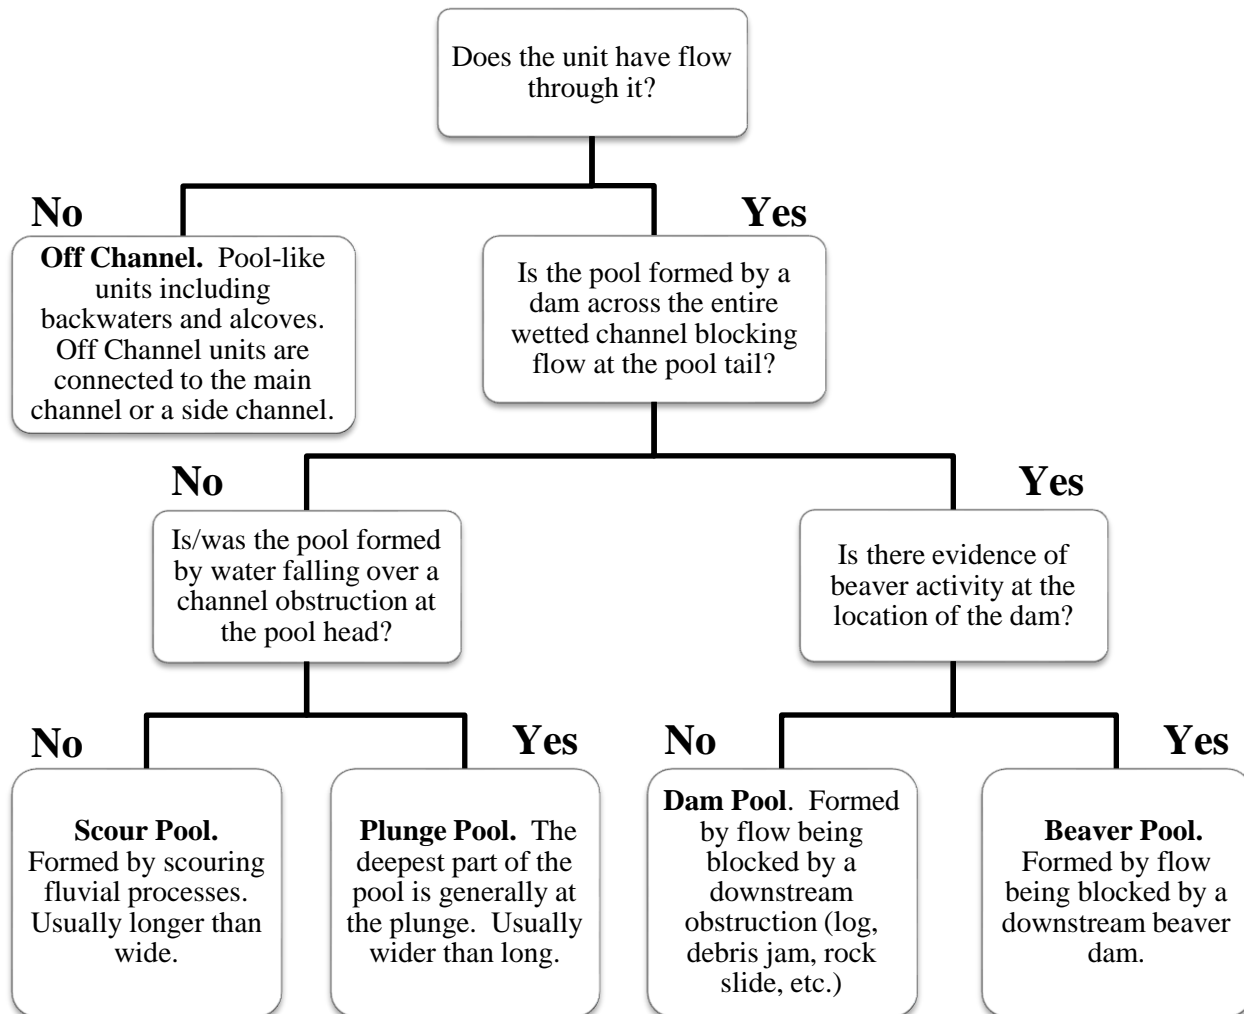 Does the unit have flow
through it?
No
Yes
Off Channel.  Pool-like
units including
backwaters and alcoves.
Off Channel units are
connected to the main
channel or a side channel.
Is the pool formed by a
dam across the entire
wetted channel blocking
flow at the pool tail?
No
Yes
Is/was the pool formed
by water falling over a
channel obstruction at
the pool head?
Is there evidence of
beaver activity at the
location of the dam?
No
Yes
No
Yes
Scour Pool.
Formed by scouring
fluvial processes.
Usually longer than
wide.
Plunge Pool.  The
deepest part of the
pool is generally at
the plunge.  Usually
wider than long.
Dam Pool.  Formed
by flow being
blocked by a
downstream
obstruction (log,
debris jam, rock
slide, etc.)
Beaver Pool.
Formed by flow
being blocked by a
downstream beaver
dam.